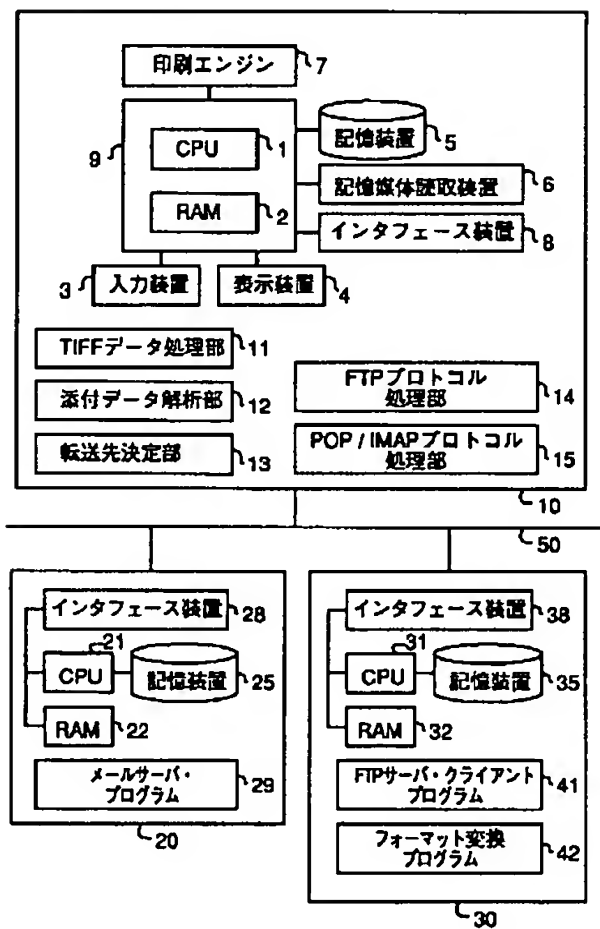 印刷エンジン 7
CPU 1
RAM 2
9
記憶装置 5
記憶媒体読取装置 6
インタフェース装置 8
3 入力装置
表示装置 4
TIFFデータ処理部 11
添付データ解析部 12
転送先決定部 13
FTPプロトコル
処理部 14
POP / IMAPプロトコル
処理部 15
10
50
インタフェース装置 28
21
CPU
記憶装置 25
RAM 22
メールサーバ・
プログラム 29
20
インタフェース装置 38
31
CPU
記憶装置 35
RAM 32
FTPサーバ・クライアント
プログラム 41
フォーマット変換
プログラム 42
30